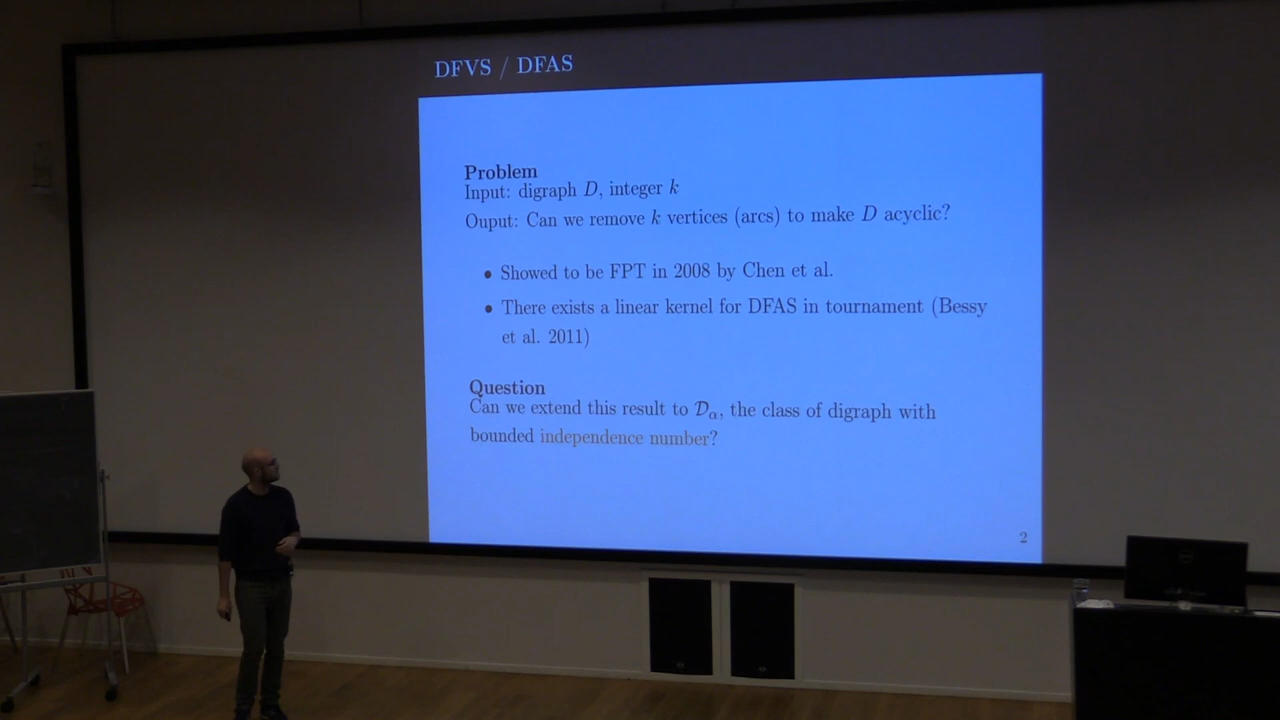 DFVS / DFAS
Problem
Input: digraph D, integer k
Ouput: Can we remove k vertices (arcs) to make D acyclic?
• Showed to be FPT in 2008 by Chen et al.
• There exists a linear kernel for DFAS in tournament (Bessy
et al. 2011)
Question
Can we extend this result to 𝒟α, the class of digraph with
bounded independence number?
2